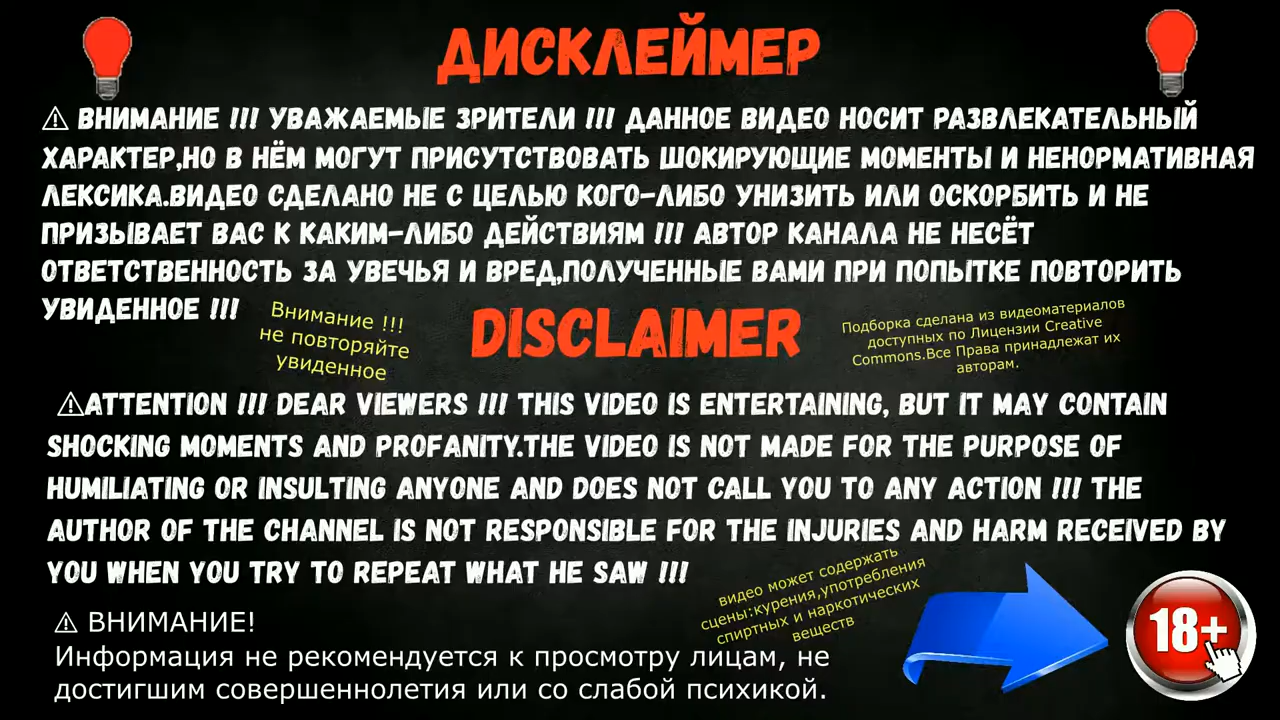 ДИСКЛЕЙМЕР
⚠ ВНИМАНИЕ !!! УВАЖАЕМЫЕ ЗРИТЕЛИ !!! ДАННОЕ ВИДЕО НОСИТ РАЗВЛЕКАТЕЛЬНЫЙ
ХАРАКТЕР,НО В НЁМ МОГУТ ПРИСУТСТВОВАТЬ ШОКИРУЮЩИЕ МОМЕНТЫ И НЕНОРМАТИВНАЯ
ЛЕКСИКА.ВИДЕО СДЕЛАНО НЕ С ЦЕЛЬЮ КОГО-ЛИБО УНИЗИТЬ ИЛИ ОСКОРБИТЬ И НЕ
ПРИЗЫВАЕТ ВАС К КАКИМ-ЛИБО ДЕЙСТВИЯМ !!! АВТОР КАНАЛА НЕ НЕСЁТ
ОТВЕТСТВЕННОСТЬ ЗА УВЕЧЬЯ И ВРЕД,ПОЛУЧЕННЫЕ ВАМИ ПРИ ПОПЫТКЕ ПОВТОРИТЬ
УВИДЕННОЕ !!!
Внимание !!!
не повторяйте
увиденное
DISCLAIMER
Подборка сделана из видеоматериалов
доступных по Лицензии Creative
Commons.Все Права принадлежат их
авторам.
⚠ATTENTION !!! DEAR VIEWERS !!! THIS VIDEO IS ENTERTAINING, BUT IT MAY CONTAIN
SHOCKING MOMENTS AND PROFANITY.THE VIDEO IS NOT MADE FOR THE PURPOSE OF
HUMILIATING OR INSULTING ANYONE AND DOES NOT CALL YOU TO ANY ACTION !!! THE
AUTHOR OF THE CHANNEL IS NOT RESPONSIBLE FOR THE INJURIES AND HARM RECEIVED BY
YOU WHEN YOU TRY TO REPEAT WHAT HE SAW !!!
видео может содержать
сцены:курения,употребления
спиртных и наркотических
веществ
⚠ ВНИМАНИЕ!
Информация не рекомендуется к просмотру лицам, не
достигшим совершеннолетия или со слабой психикой.
18+